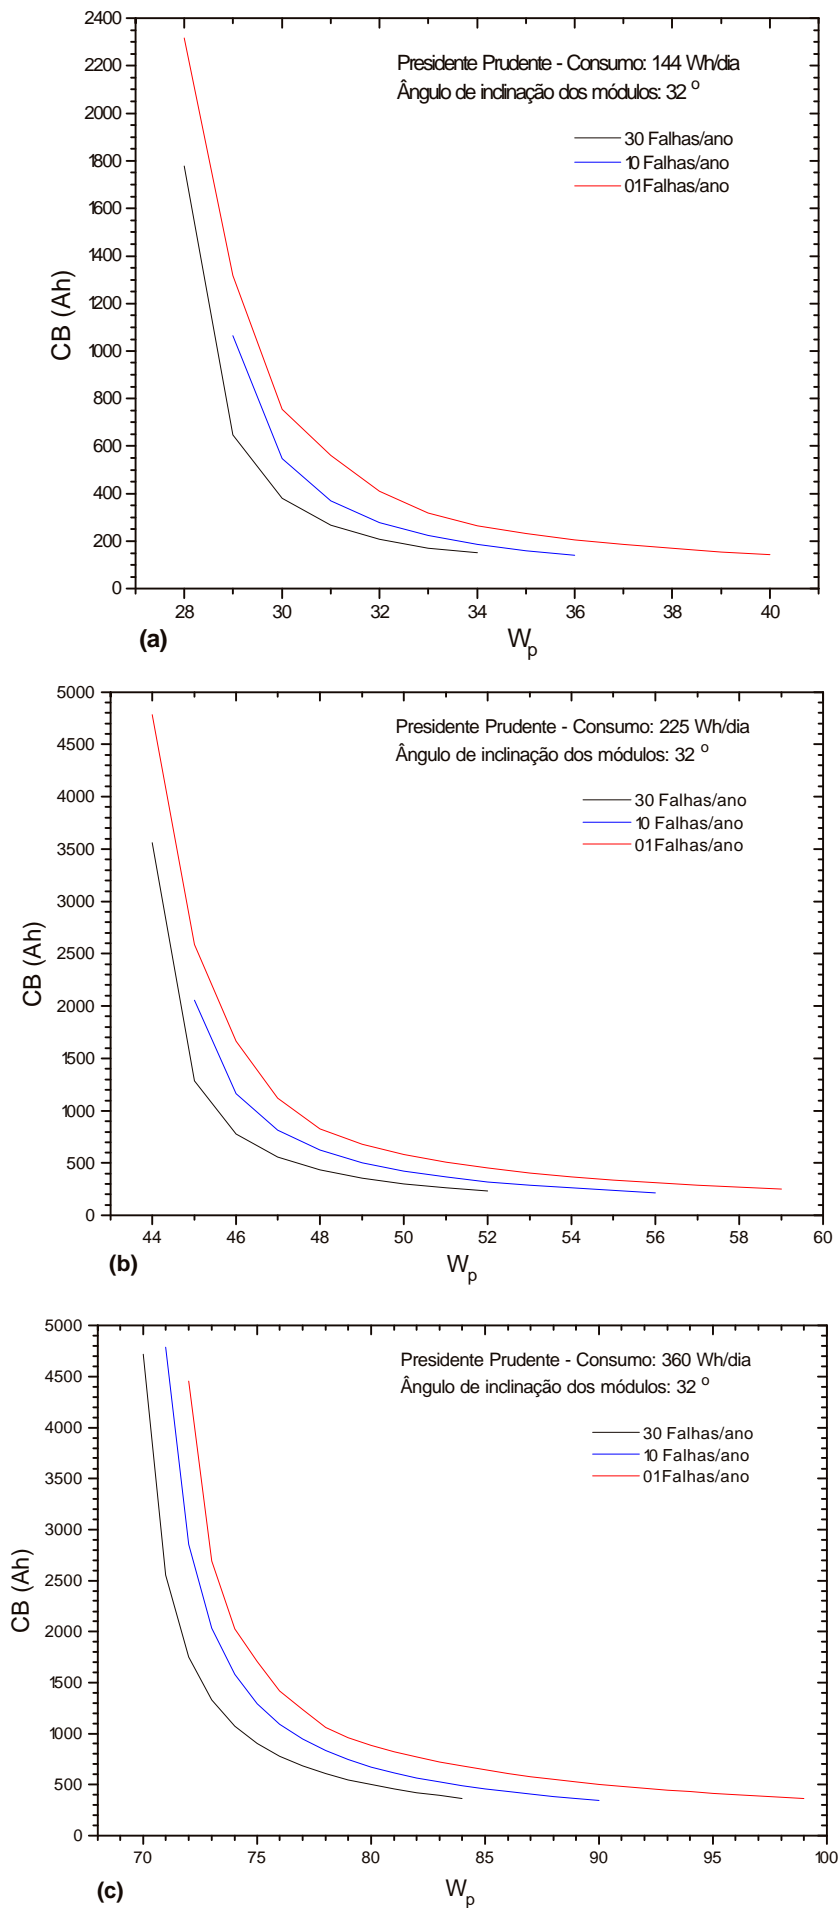 2400
2200
2000
1800
1600
1400
1200
1000
800
600
400
200
0
CB (Ah)
Presidente Prudente - Consumo: 144 Wh/dia
Ângulo de inclinação dos módulos: 32 º
30 Falhas/ano
10 Falhas/ano
01Falhas/ano
28 30 32 34 36 38 40
(a) Wp
5000
4500
4000
3500
3000
2500
2000
1500
1000
500
0
CB (Ah)
Presidente Prudente - Consumo: 225 Wh/dia
Ângulo de inclinação dos módulos: 32 º
30 Falhas/ano
10 Falhas/ano
01Falhas/ano
44 46 48 50 52 54 56 58 60
(b) Wp
5000
4500
4000
3500
3000
2500
2000
1500
1000
500
0
CB (Ah)
Presidente Prudente - Consumo: 360 Wh/dia
Ângulo de inclinação dos módulos: 32 º
30 Falhas/ano
10 Falhas/ano
01Falhas/ano
70 75 80 85 90 95 100
(c) Wp